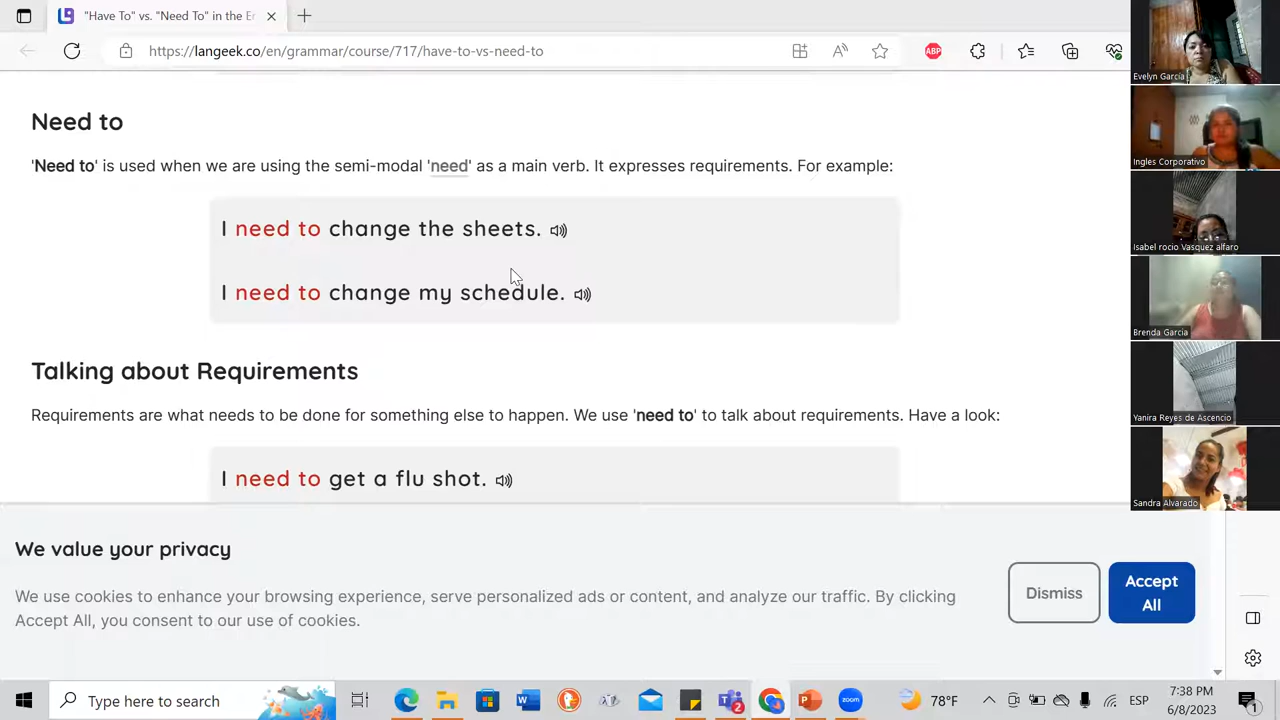 "Have To" vs. "Need To" in the Er
https://langeek.co/en/grammar/course/717/have-to-vs-need-to
ABP
Need to
'Need to' is used when we are using the semi-modal 'need' as a main verb. It expresses requirements. For example:
I need to change the sheets.
I need to change my schedule.
Talking about Requirements
Requirements are what needs to be done for something else to happen. We use 'need to' to talk about requirements. Have a look:
I need to get a flu shot.
We value your privacy
We use cookies to enhance your browsing experience, serve personalized ads or content, and analyze our traffic. By clicking
Accept All, you consent to our use of cookies.
Dismiss
Accept
All
Evelyn García
Ingles Corporativo
Isabel rocio Vasquez alfaro
Brenda García
Yanira Reyes de Ascencio
Sandra Alvarado
Type here to search
zoom
78°F
ESP
7:38 PM
6/8/2023